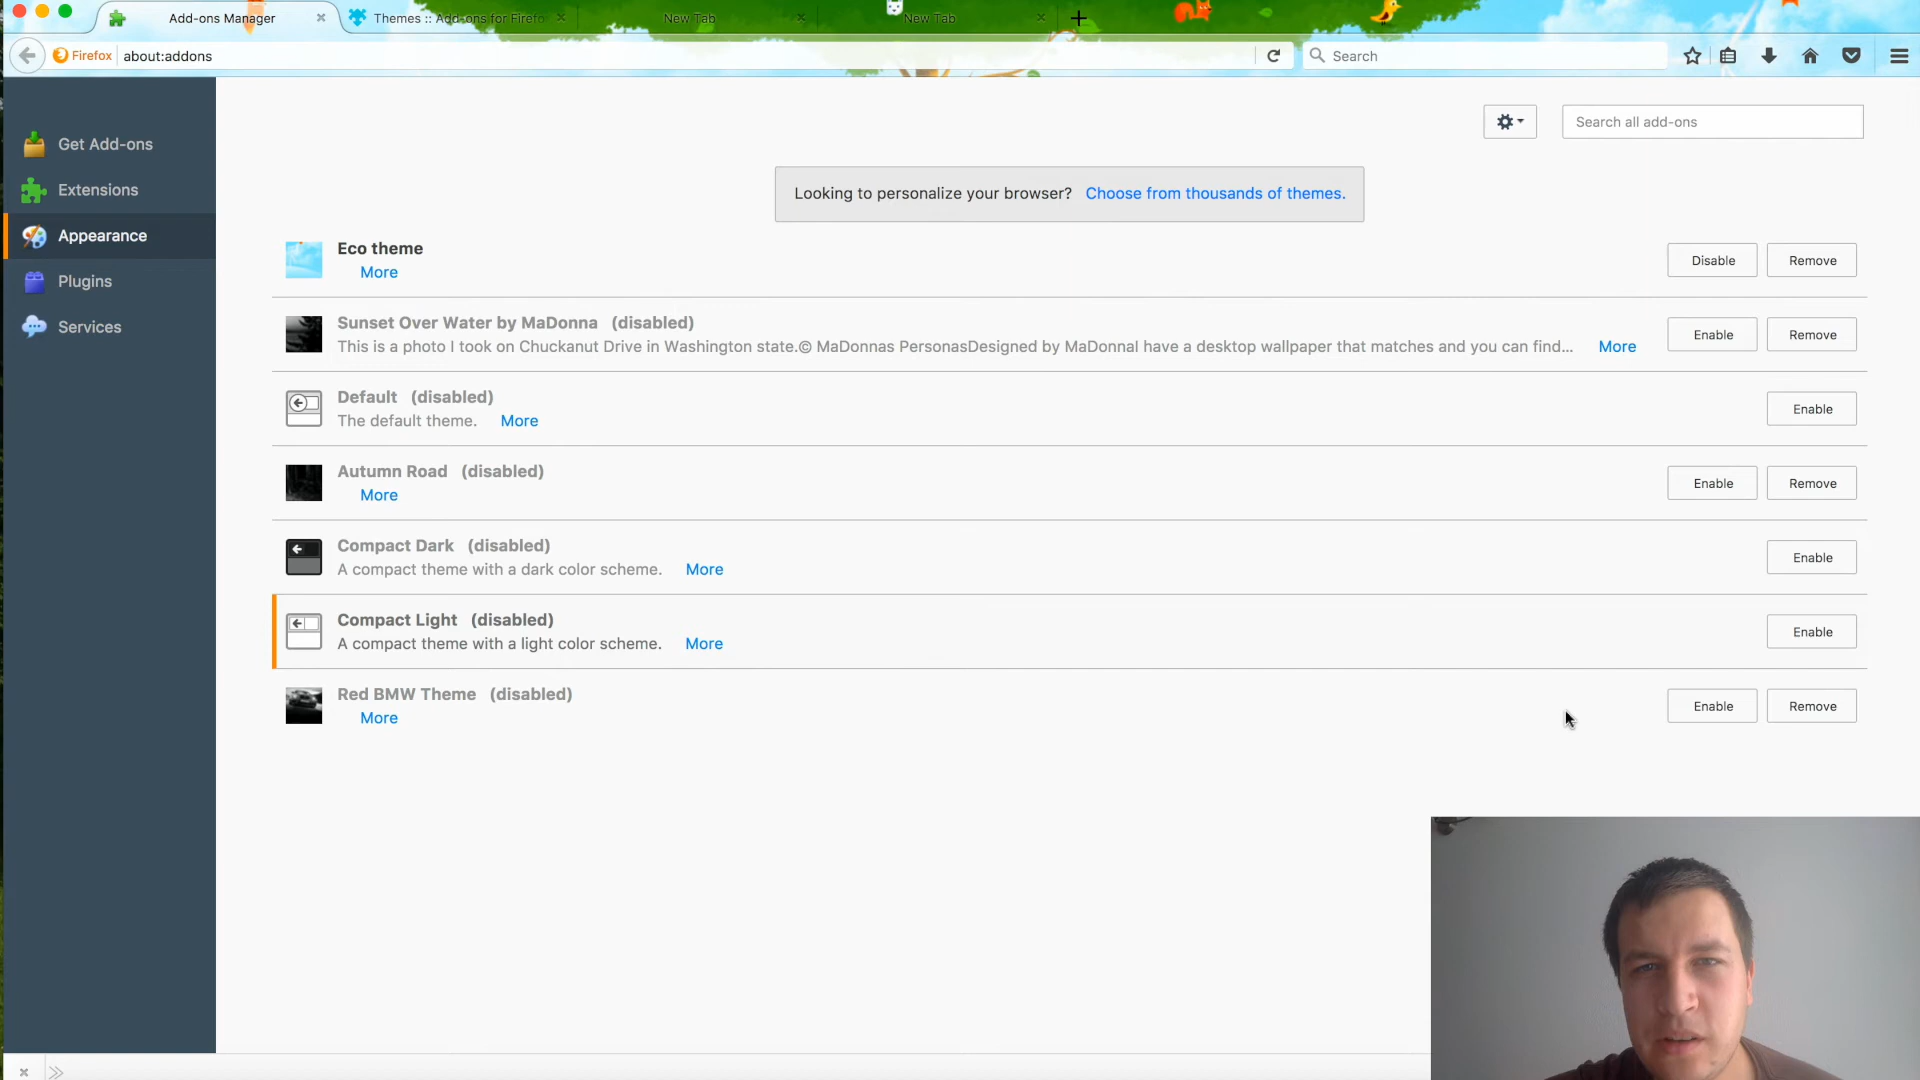 Add-ons Manager
Themes :: Add-ons for Firefo
New Tab
New Tab
Firefox
about:addons
Search
Get Add-ons
Extensions
Appearance
Plugins
Services
Search all add-ons
Looking to personalize your browser? Choose from thousands of themes.
Eco theme
More
Disable
Remove
Sunset Over Water by MaDonna (disabled)
This is a photo I took on Chuckanut Drive in Washington state.© MaDonnas PersonasDesigned by MaDonnaI have a desktop wallpaper that matches and you can find... More
Enable
Remove
Default (disabled)
The default theme. More
Enable
Autumn Road (disabled)
More
Enable
Remove
Compact Dark (disabled)
A compact theme with a dark color scheme. More
Enable
Compact Light (disabled)
A compact theme with a light color scheme. More
Enable
Red BMW Theme (disabled)
More
Enable
Remove